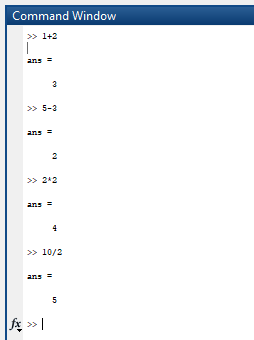 Command Window
>> 1+2
ans =
3
>> 5-3
ans =
2
>> 2*2
ans =
4
>> 10/2
ans =
5
fx >>